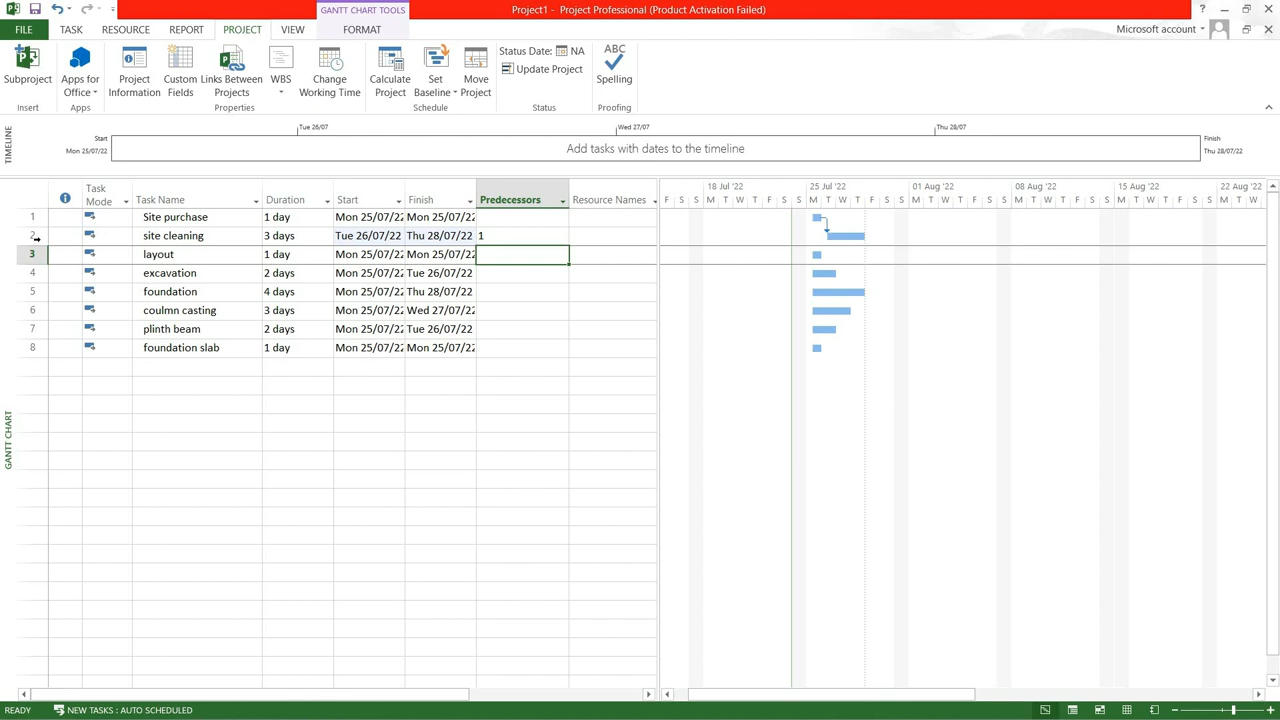 GANTT CHART TOOLS
Project1 - Project Professional (Product Activation Failed)
FILE TASK RESOURCE REPORT PROJECT VIEW FORMAT
Microsoft account
Subproject
Apps for Office
Project Information
Custom Fields
Links Between Projects
WBS
Change Working Time
Calculate Project
Set Baseline
Move Project
Status Date: NA
Update Project
ABC
Spelling
Insert Apps Properties Schedule Status Proofing
TIMELINE
Tue 26/07 Wed 27/07 Thu 28/07
Start
Mon 25/07/22
Add tasks with dates to the timeline
Finish
Thu 28/07/22
Task Mode Task Name Duration Start Finish Predecessors Resource Names
18 Jul '22 25 Jul '22 01 Aug '22 08 Aug '22 15 Aug '22 22 Aug '22
F S S M T W T F S S M T W T F S S M T W T F S S M T W T F S S M T W T F S S M T W
1 Site purchase 1 day Mon 25/07/22 Mon 25/07/22
2 site cleaning 3 days Tue 26/07/22 Thu 28/07/22 1
3 layout 1 day Mon 25/07/22 Mon 25/07/22
4 excavation 2 days Mon 25/07/22 Tue 26/07/22
5 foundation 4 days Mon 25/07/22 Thu 28/07/22
6 coulmn casting 3 days Mon 25/07/22 Wed 27/07/22
7 plinth beam 2 days Mon 25/07/22 Tue 26/07/22
8 foundation slab 1 day Mon 25/07/22 Mon 25/07/22
GANTT CHART
READY NEW TASKS : AUTO SCHEDULED